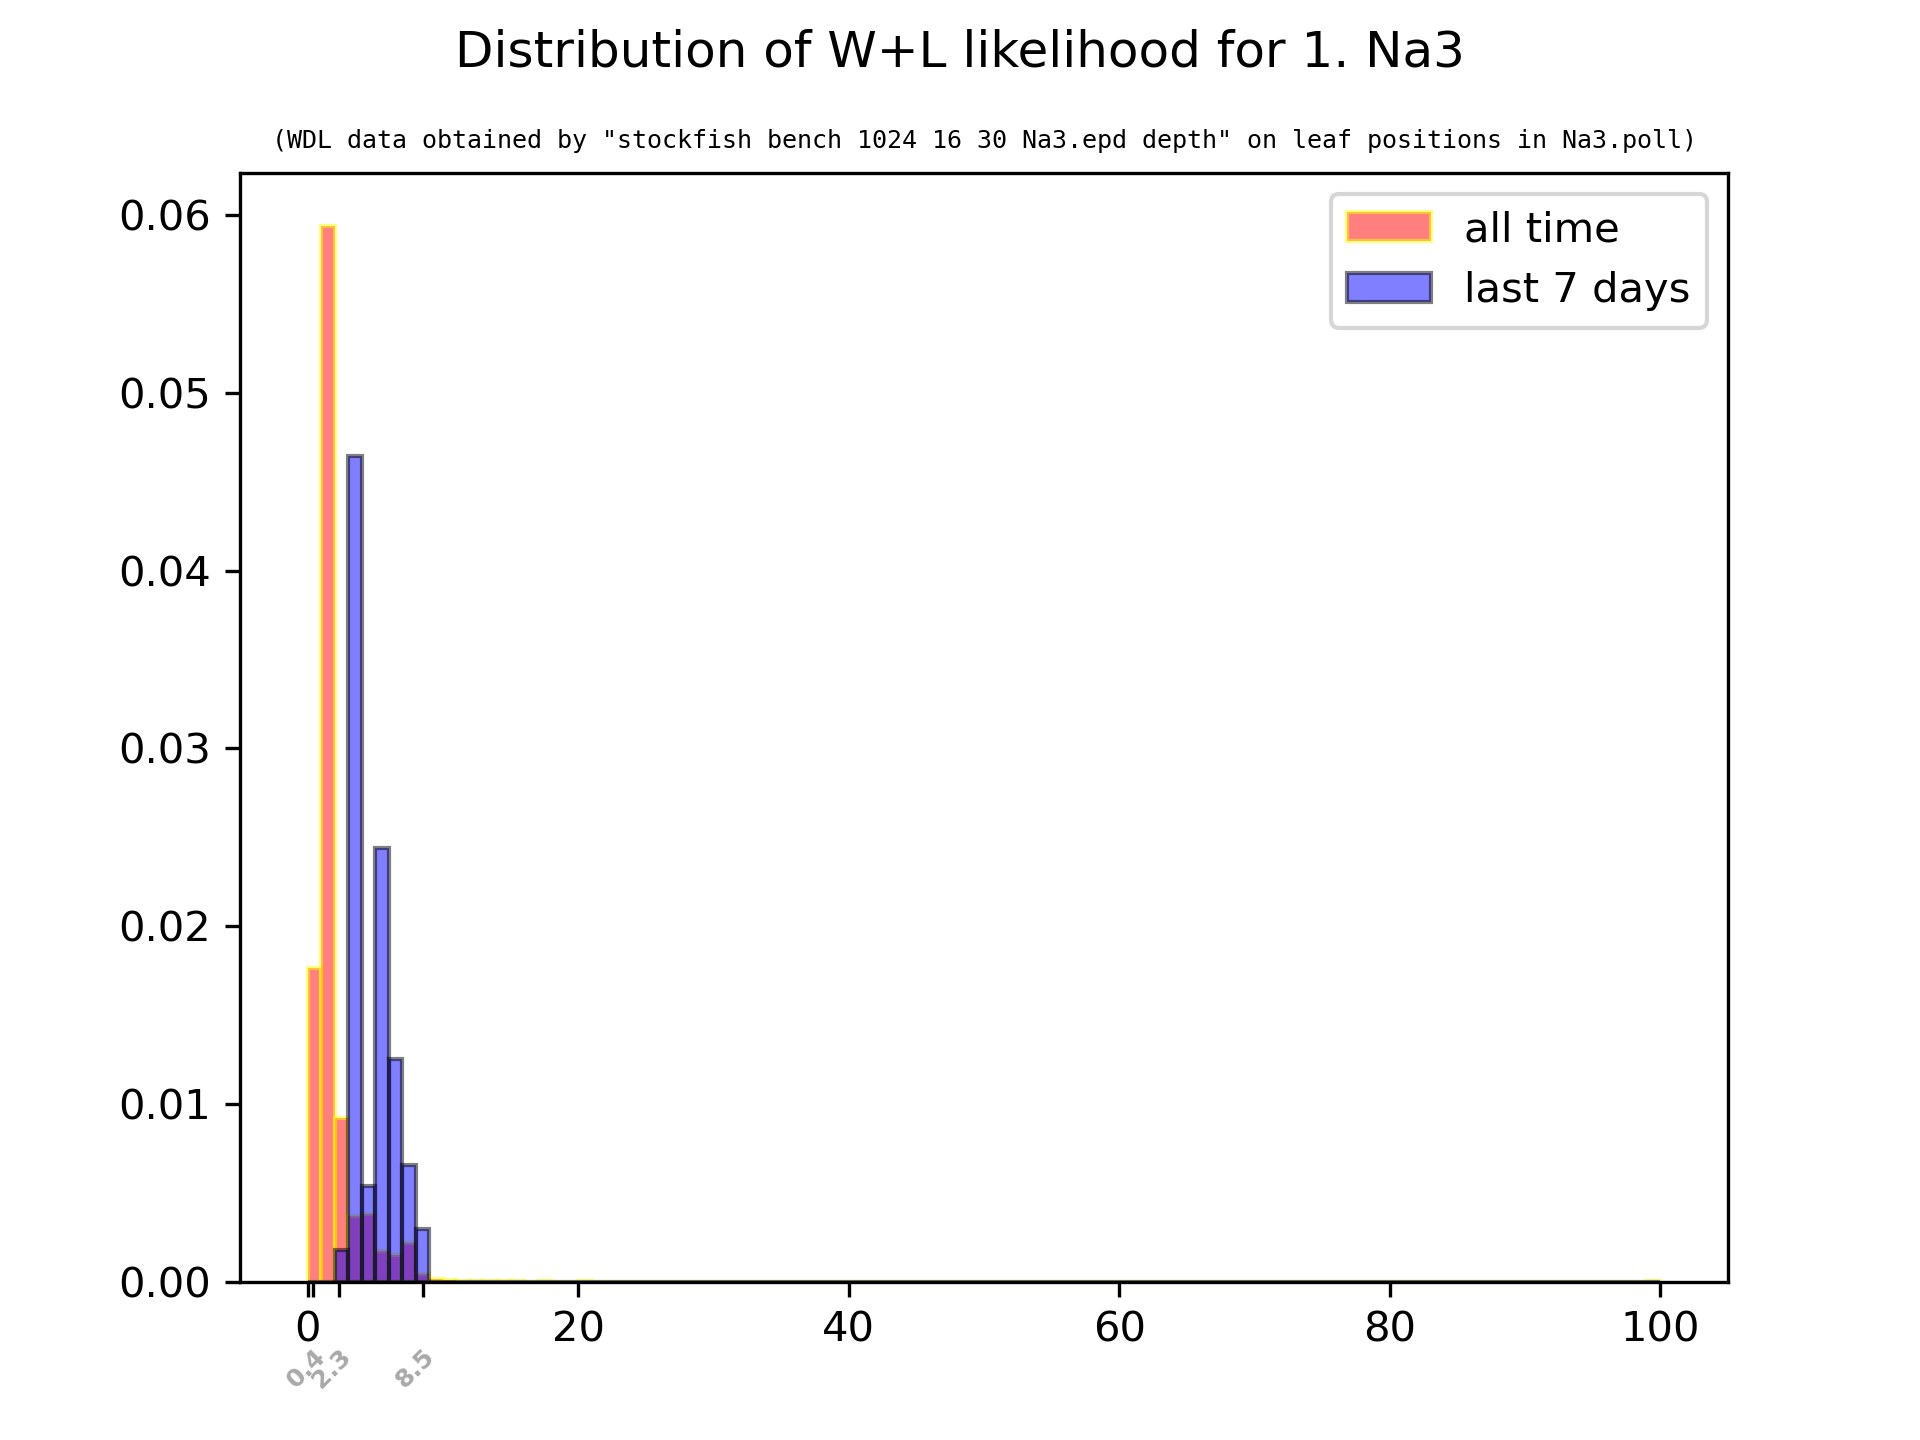 Distribution of W+L likelihood for 1. Na3
(WDL data obtained by "stockfish bench 1024 16 30 Na3.epd depth" on leaf positions in Na3.poll)
all time
last 7 days
0.06
0.05
0.04
0.03
0.02
0.01
0.00
0 20 40 60 80 100
0.4 2.3 8.5